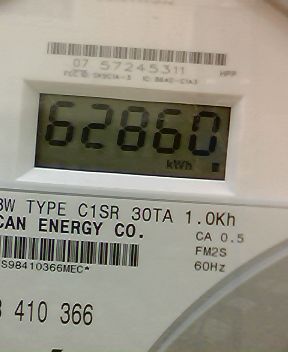 07 57245311 HPP
62860
kWh
3W TYPE C1SR 30TA 1.0Kh
CAN ENERGY CO.
CA 0.5
FM2S
60Hz
S98410366MEC*
410 366